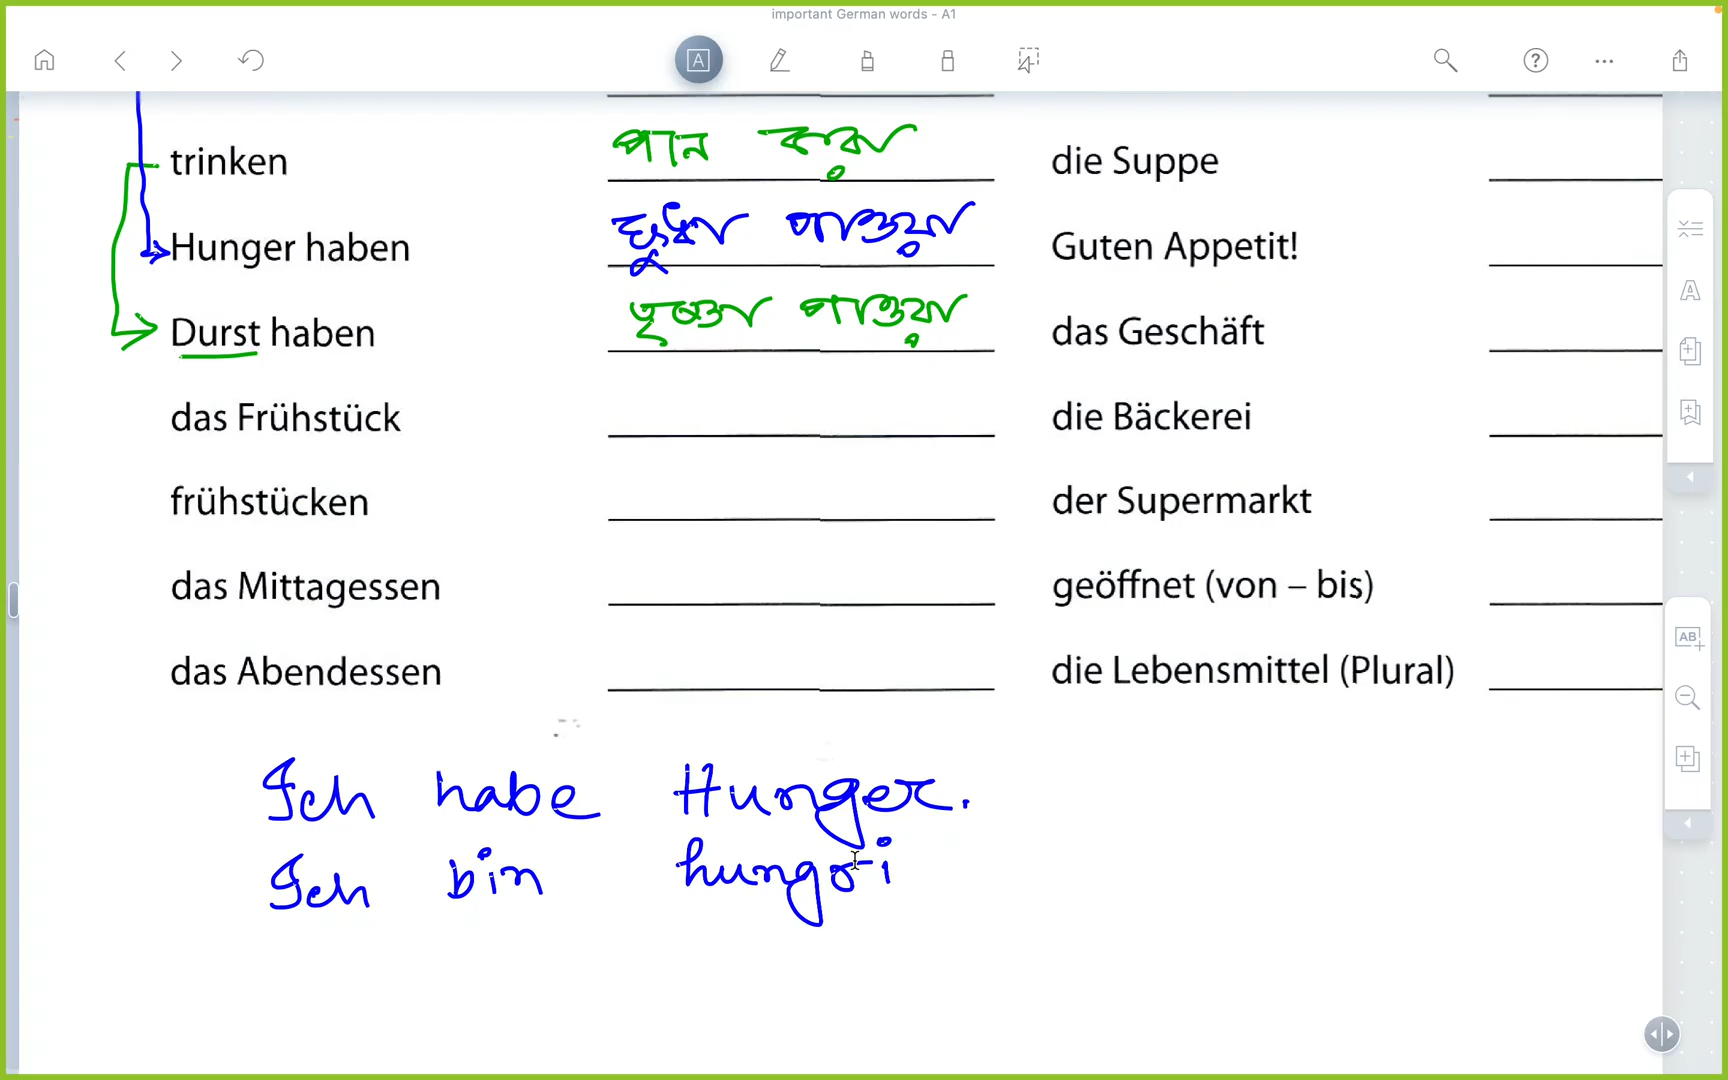 important German words - A1
trinken পান করা die Suppe
Hunger haben ক্ষুধা পাওয়া Guten Appetit!
Durst haben তৃষ্ণা পাওয়া das Geschäft
das Frühstück die Bäckerei
frühstücken der Supermarkt
das Mittagessen geöffnet (von – bis)
das Abendessen die Lebensmittel (Plural)
Ich habe Hunger.
Ich bin hungri